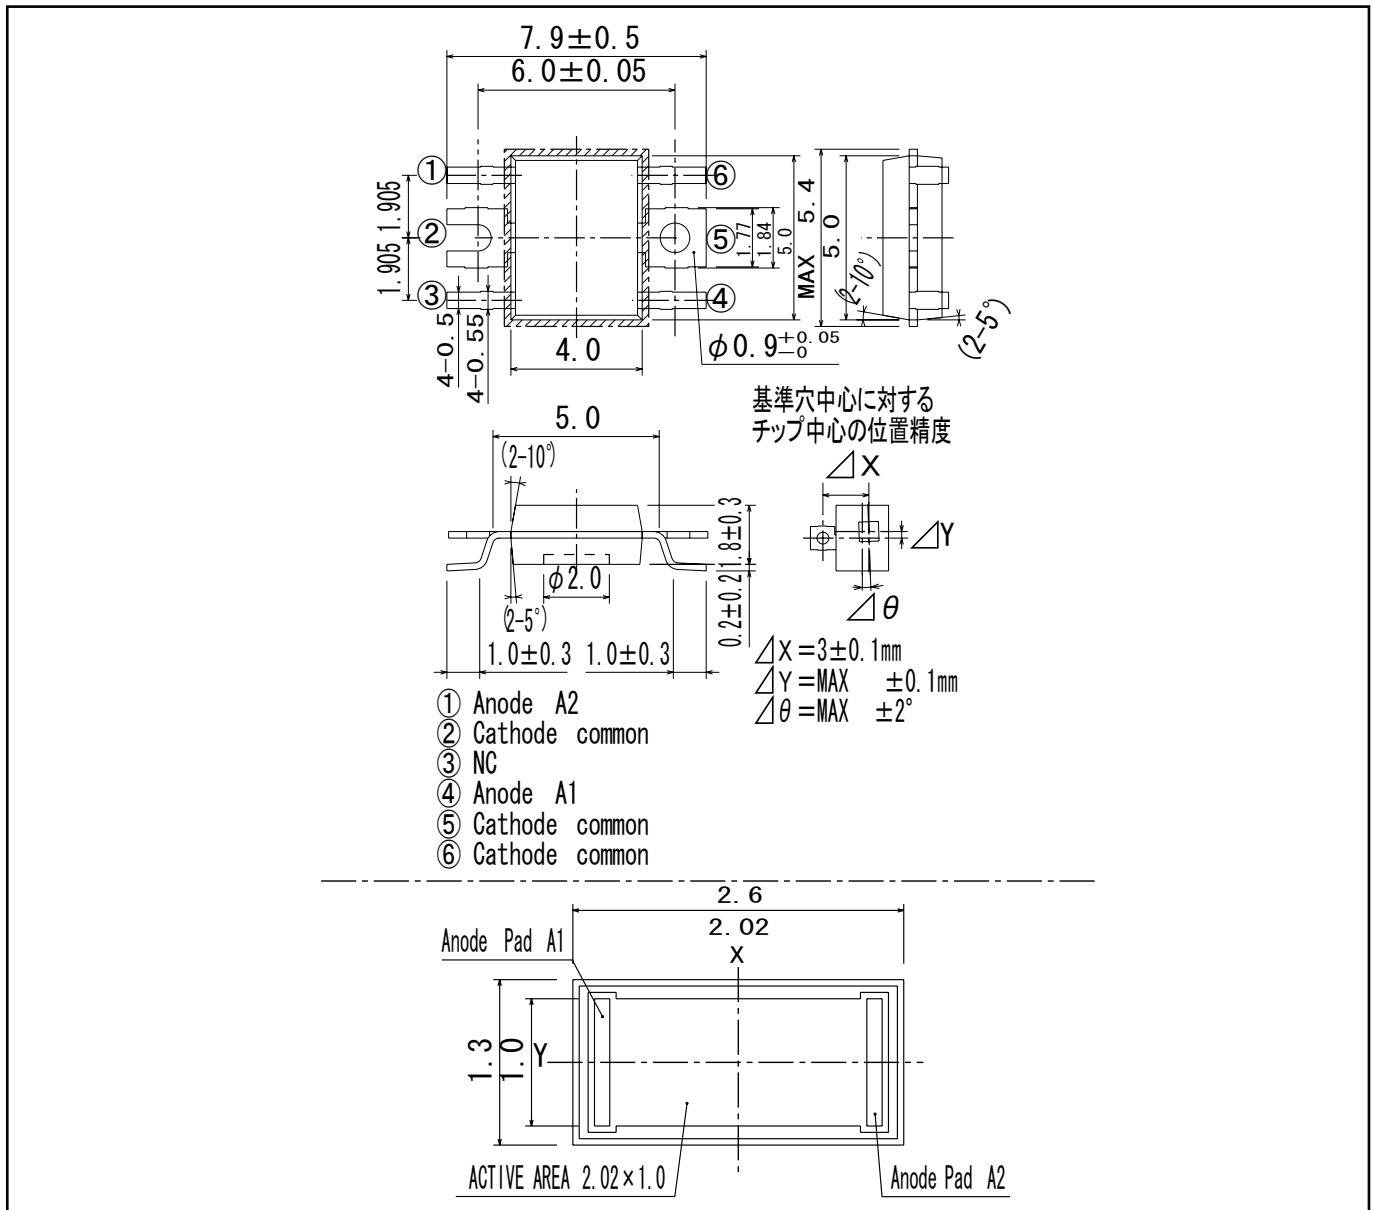 7.9±0.5
6.0±0.05
①
⑥
1.905
②
⑤
1.905
③
④
1.77
1.84
5.0
MAX 5.4
5.0
(2-10°)
(2-5°)
4-0.5
4-0.55
4.0
φ0.9 +0.05 -0
基準穴中心に対する
チップ中心の位置精度
5.0
(2-10°)
1.8±0.3
φ2.0
(2-5°)
0.2±0.2
1.0±0.3 1.0±0.3
⊿X
⊿Y
⊿θ
⊿X=3±0.1mm
⊿Y=MAX ±0.1mm
⊿θ=MAX ±2°
① Anode A2
② Cathode common
③ NC
④ Anode A1
⑤ Cathode common
⑥ Cathode common
2.6
2.02
X
Anode Pad A1
1.3
1.0
Y
ACTIVE AREA 2.02×1.0
Anode Pad A2